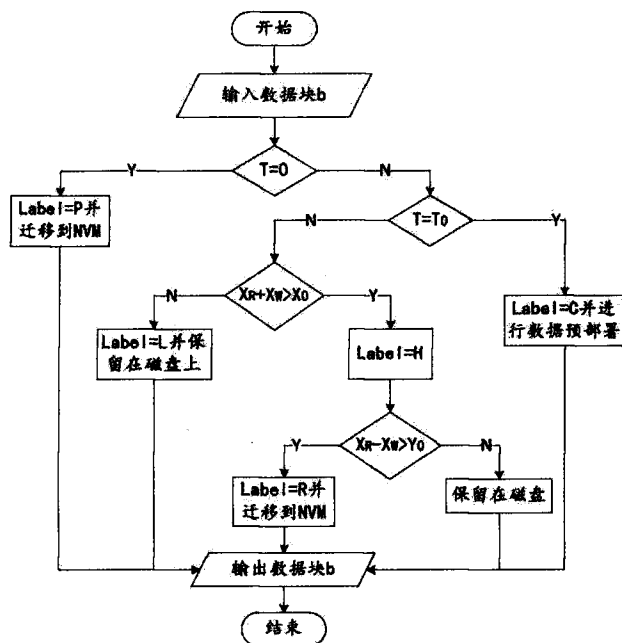 开始
输入数据块b
T=0
Y
N
Label=P并
迁移到NVM
T=T0
N
Y
XR+XW>X0
N
Y
Label=L并保
留在磁盘上
Label=H
Label=C并进
行数据预部署
XR-XW>Y0
Y
N
Label=R并
迁移到NVM
保留在磁盘
输出数据块b
结束